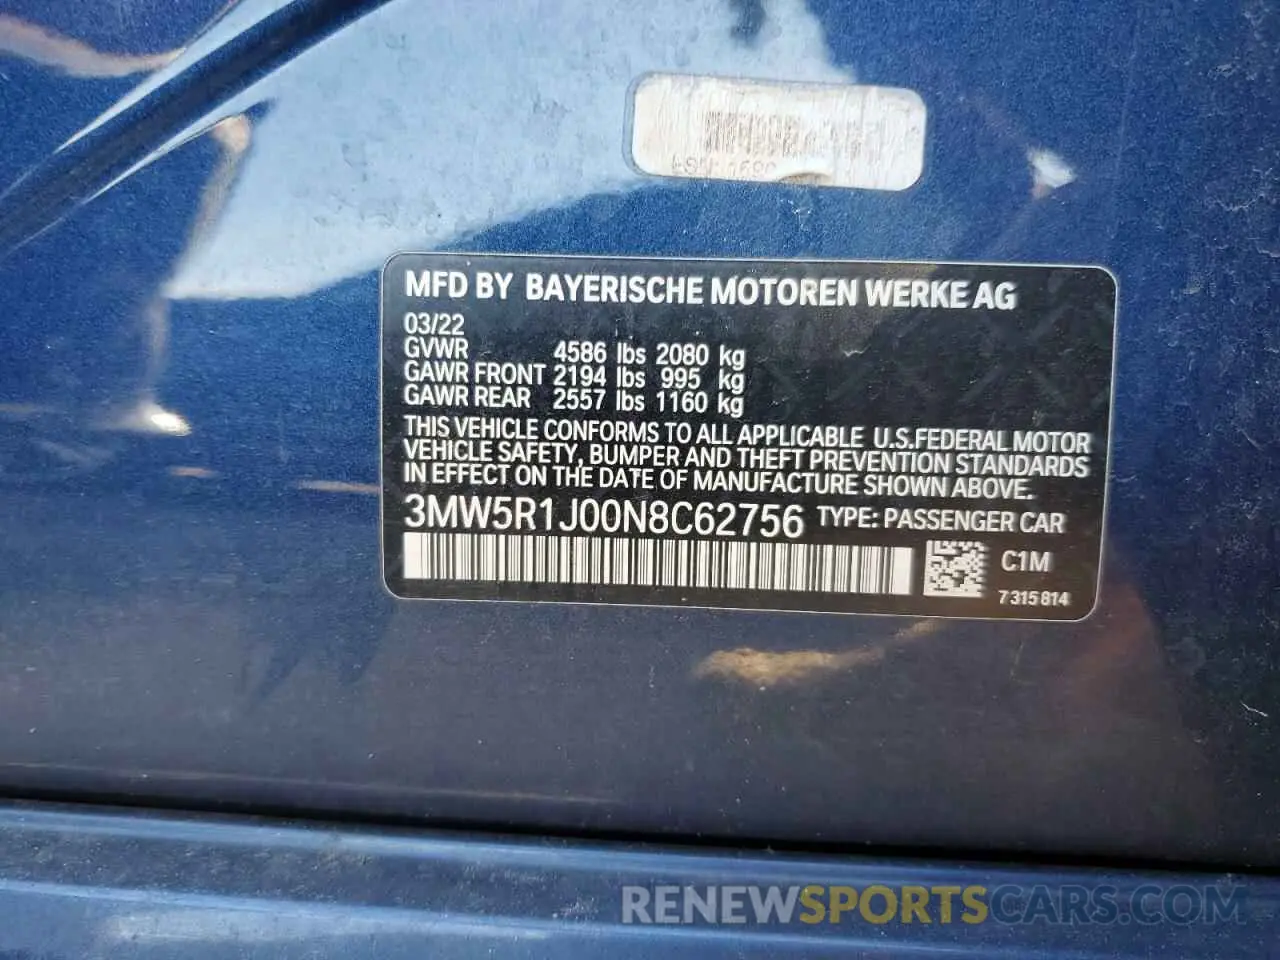 MFD BY BAYERISCHE MOTOREN WERKE AG
03/22
GVWR 4586 lbs 2080 kg
GAWR FRONT 2194 lbs 995 kg
GAWR REAR 2557 lbs 1160 kg
THIS VEHICLE CONFORMS TO ALL APPLICABLE U.S.FEDERAL MOTOR
VEHICLE SAFETY, BUMPER AND THEFT PREVENTION STANDARDS
IN EFFECT ON THE DATE OF MANUFACTURE SHOWN ABOVE.
3MW5R1J00N8C62756 TYPE: PASSENGER CAR
C1M
7315814
RENEWSPORTSCARS.COM